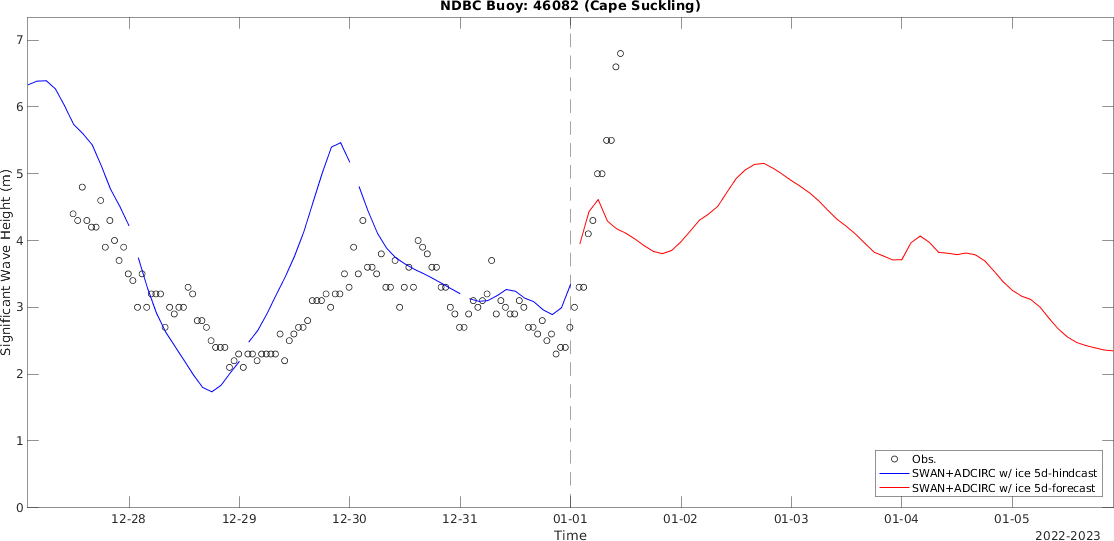 NDBC Buoy: 46082 (Cape Suckling)
Significant Wave Height (m)
7
6
5
4
3
2
1
0
Obs.
SWAN+ADCIRC w/ ice 5d-hindcast
SWAN+ADCIRC w/ ice 5d-forecast
12-28 12-29 12-30 12-31 01-01 01-02 01-03 01-04 01-05
Time
2022-2023